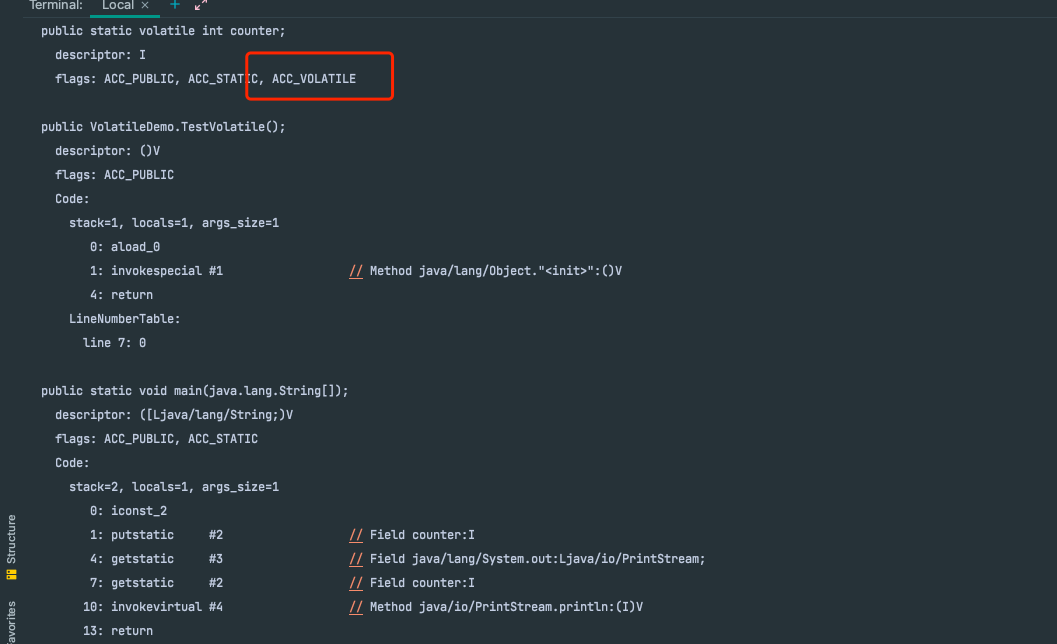 Terminal: Local × +
public static volatile int counter;
descriptor: I
flags: ACC_PUBLIC, ACC_STATIC, ACC_VOLATILE
public VolatileDemo.TestVolatile();
descriptor: ()V
flags: ACC_PUBLIC
Code:
stack=1, locals=1, args_size=1
0: aload_0
1: invokespecial #1 // Method java/lang/Object."<init>":()V
4: return
LineNumberTable:
line 7: 0
public static void main(java.lang.String[]);
descriptor: ([Ljava/lang/String;)V
flags: ACC_PUBLIC, ACC_STATIC
Code:
stack=2, locals=1, args_size=1
0: iconst_2
1: putstatic #2 // Field counter:I
4: getstatic #3 // Field java/lang/System.out:Ljava/io/PrintStream;
7: getstatic #2 // Field counter:I
10: invokevirtual #4 // Method java/io/PrintStream.println:(I)V
13: return
Structure
avorites